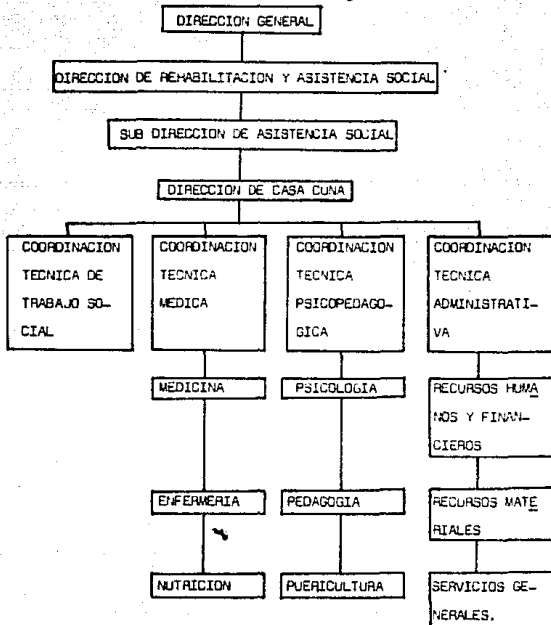 DIRECCION GENERAL
DIRECCION DE REHABILITACION Y ASISTENCIA SOCIAL
SUB DIRECCION DE ASISTENCIA SOCIAL
DIRECCION DE CASA CUNA
COORDINACION
TECNICA DE
TRABAJO SO-
CIAL
COORDINACION
TECNICA
MEDICA
COORDINACION
TECNICA
PSICOPEDAGO-
GICA
COORDINACION
TECNICA
ADMINISTRATI-
VA
MEDICINA
PSICOLOGIA
RECURSOS HUMA
NOS Y FINAN-
CIEROS
ENFERMERIA
PEDAGOGIA
RECURSOS MATE
RIALES
NUTRICION
PUERICULTURA
SERVICIOS GE-
NERALES.